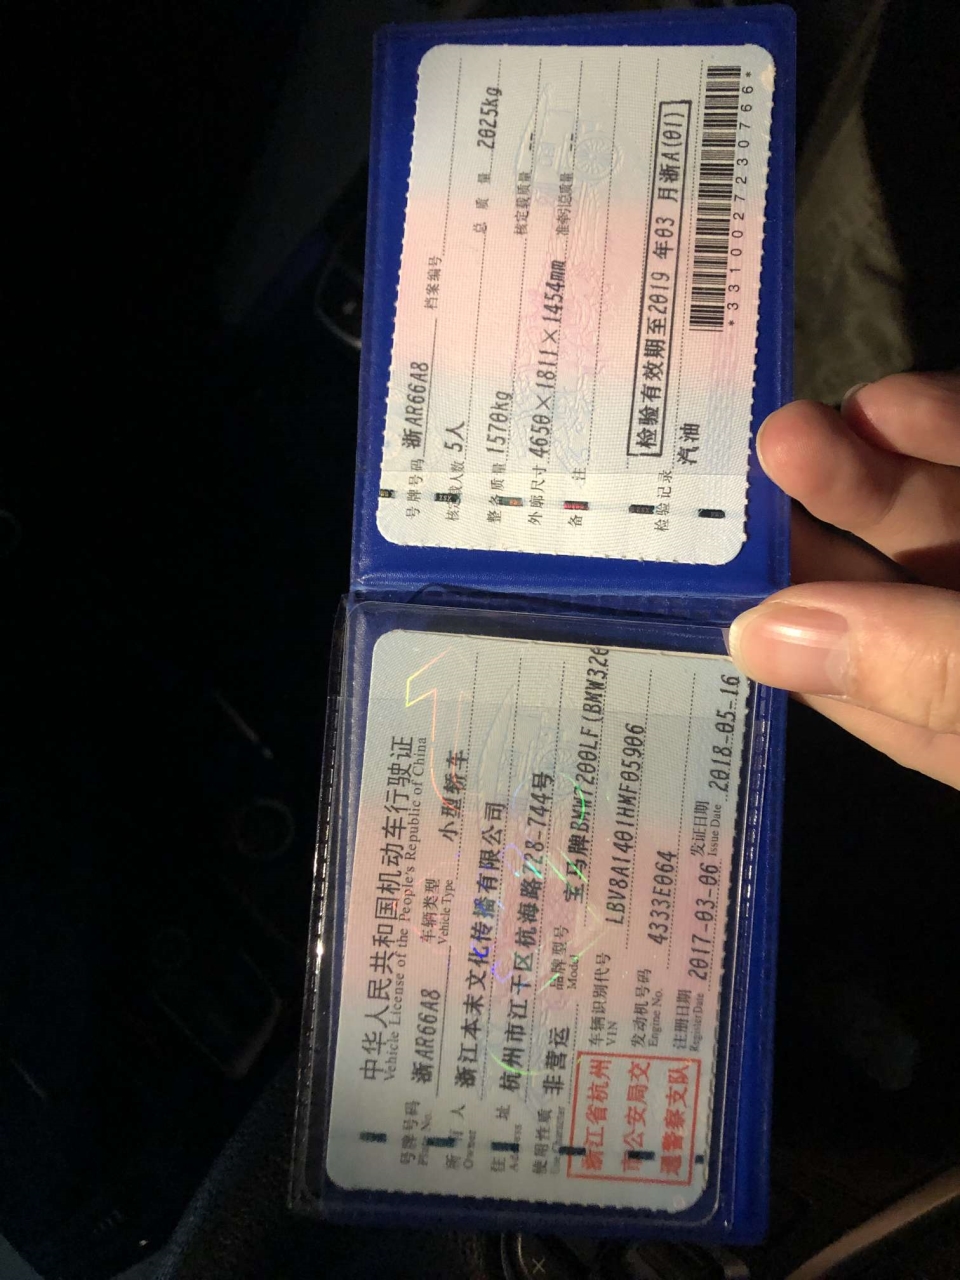 中华人民共和国机动车行驶证
Vehicle License of the People's Republic of China
号牌号码 浙AR66A8 车辆类型 小型轿车
Plate No. Vehicle Type
所有人 浙江本末文化传播有限公司
Owner
住址 杭州市江干区杭海路728-744号
Address
使用性质 非营运 品牌型号 宝马牌BMW7200LF(BMW320
Use Character Model
浙江省杭州
市公安局交
通警察支队
车辆识别代号 LBV8A1401HMF05906
VIN
发动机号码 4333E064
Engine No.
注册日期 2017-03-06 发证日期 2018-05-16
Register Date Issue Date
号牌号码 浙AR66A8 档案编号
核定载人数 5人 总质量 2025kg
整备质量 1570kg 核定载质量 --
外廓尺寸 4650×1811×1454mm 准牵引总质量 --
备注
检验有效期至2019年03月浙A(01)
检验记录
汽油
*3310027230766*